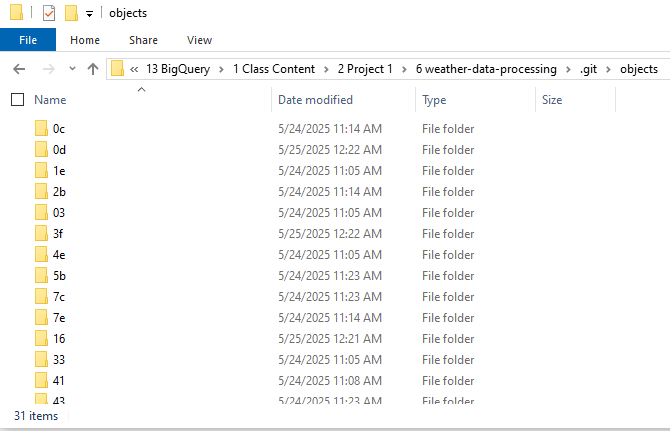 objects
File Home Share View
« 13 BigQuery > 1 Class Content > 2 Project 1 > 6 weather-data-processing > .git > objects
Name Date modified Type Size
0c 5/24/2025 11:14 AM File folder
0d 5/25/2025 12:22 AM File folder
1e 5/24/2025 11:05 AM File folder
2b 5/24/2025 11:14 AM File folder
03 5/24/2025 11:05 AM File folder
3f 5/25/2025 12:22 AM File folder
4e 5/24/2025 11:05 AM File folder
5b 5/24/2025 11:23 AM File folder
7c 5/24/2025 11:23 AM File folder
7e 5/24/2025 11:14 AM File folder
16 5/25/2025 12:21 AM File folder
33 5/24/2025 11:05 AM File folder
41 5/24/2025 11:08 AM File folder
43 5/24/2025 11:23 AM File folder
31 items